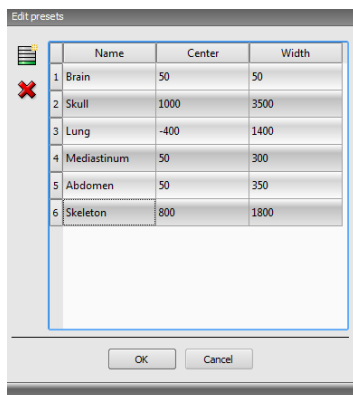 Edit presets
Name Center Width
1 Brain 50 50
2 Skull 1000 3500
3 Lung -400 1400
4 Mediastinum 50 300
5 Abdomen 50 350
6 Skeleton 800 1800
OK Cancel